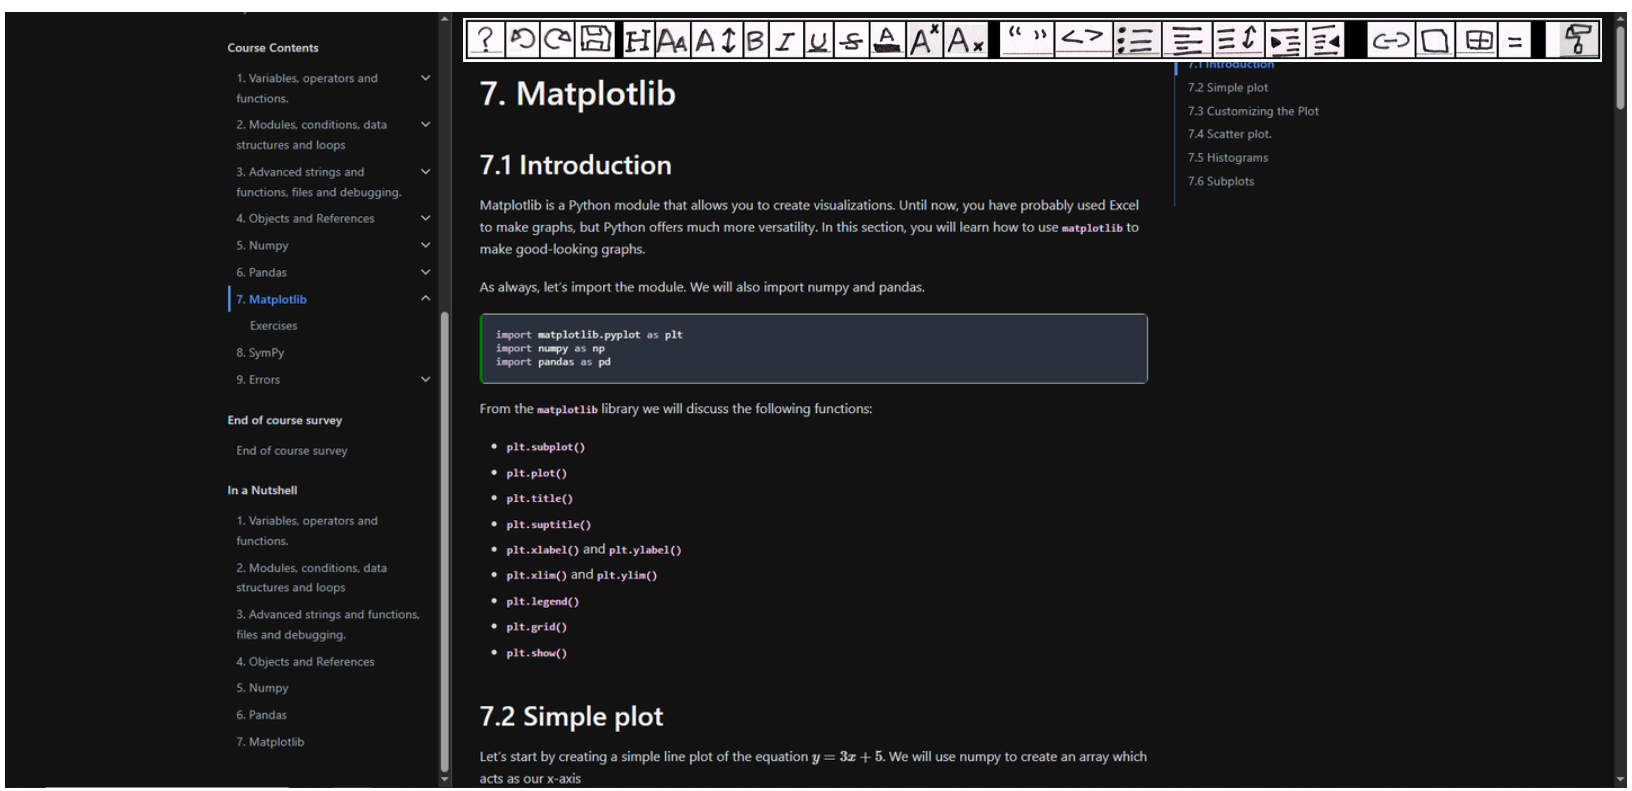 Course Contents
1. Variables, operators and
functions.
2. Modules, conditions, data
structures and loops
3. Advanced strings and
functions, files and debugging.
4. Objects and References
5. Numpy
6. Pandas
7. Matplotlib
Exercises
8. SymPy
9. Errors
End of course survey
End of course survey
In a Nutshell
1. Variables, operators and
functions.
2. Modules, conditions, data
structures and loops
3. Advanced strings and functions,
files and debugging.
4. Objects and References
5. Numpy
6. Pandas
7. Matplotlib
? H AA A B I U S A Aˣ Aₓ “ ” <> =
7. Matplotlib
7.1 Introduction
Matplotlib is a Python module that allows you to create visualizations. Until now, you have probably used Excel
to make graphs, but Python offers much more versatility. In this section, you will learn how to use matplotlib to
make good-looking graphs.
As always, let's import the module. We will also import numpy and pandas.
import matplotlib.pyplot as plt
import numpy as np
import pandas as pd
From the matplotlib library we will discuss the following functions:
• plt.subplot()
• plt.plot()
• plt.title()
• plt.suptitle()
• plt.xlabel() and plt.ylabel()
• plt.xlim() and plt.ylim()
• plt.legend()
• plt.grid()
• plt.show()
7.2 Simple plot
Let's start by creating a simple line plot of the equation y = 3x + 5. We will use numpy to create an array which
acts as our x-axis
7.1 Introduction
7.2 Simple plot
7.3 Customizing the Plot
7.4 Scatter plot.
7.5 Histograms
7.6 Subplots